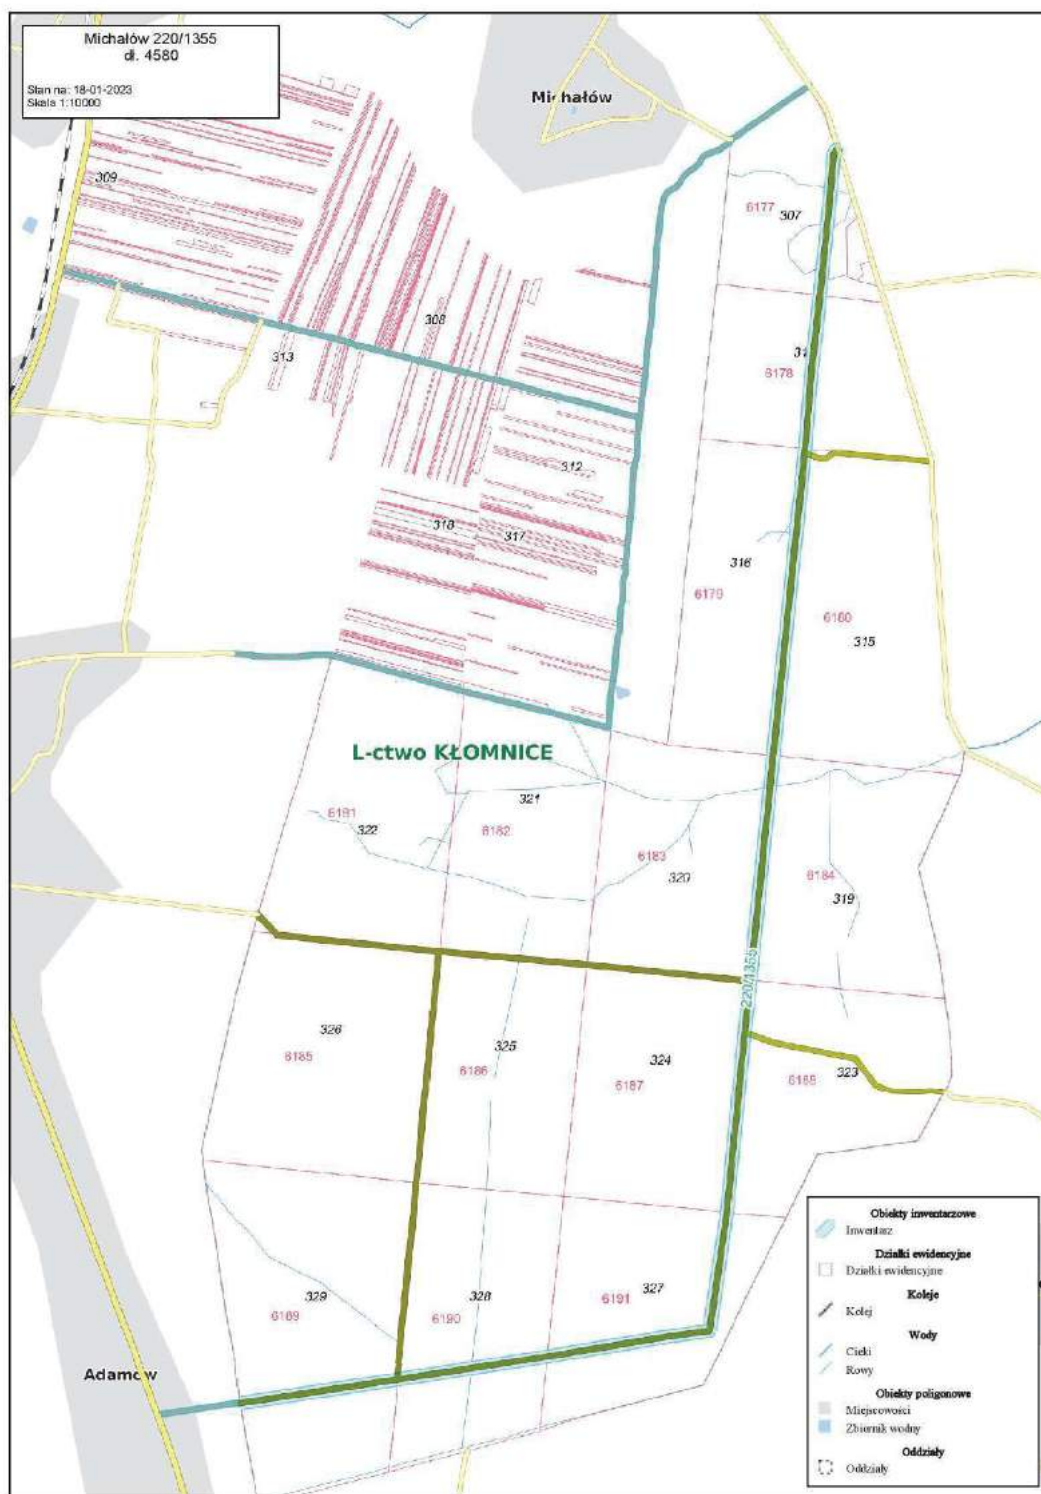 Michałów 220/1355
dł. 4580
Stan na: 18-01-2023
Skala 1:10000
Michałów
309
6177
307
308
313
6178
312
318
317
316
6179
6180
315
L-ctwo KŁOMNICE
321
6181
322
6182
6183
320
6184
319
220/1355
326
6185
325
6186
324
6187
323
6188
329
6189
328
6190
327
6191
Adamów
Obiekty inwentarzowe
Inwentarz
Działki ewidencyjne
Działki ewidencyjne
Koleje
Kolej
Wody
Cieki
Rowy
Obiekty poligonowe
Miejscowości
Zbiornik wodny
Oddziały
Oddziały